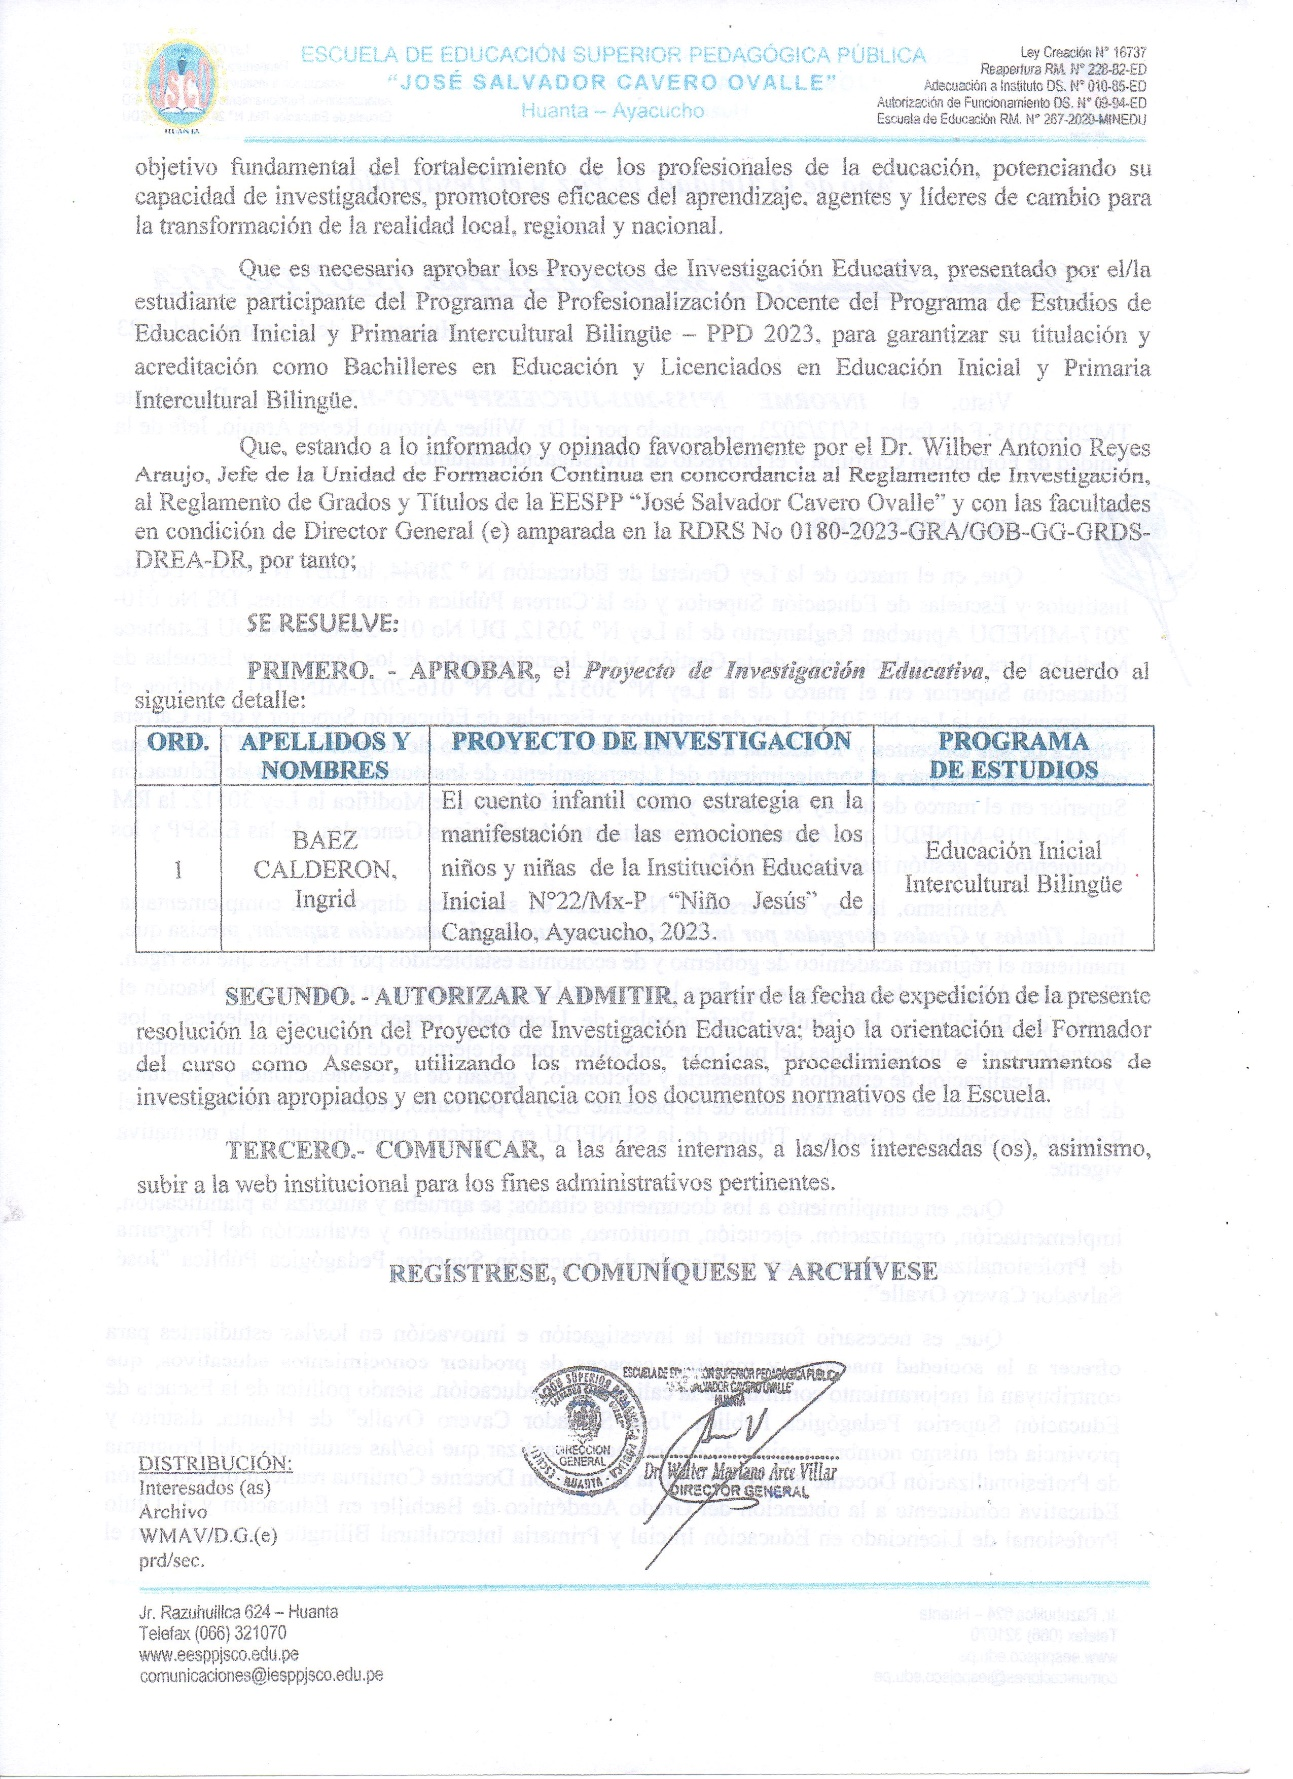 ESCUELA DE EDUCACIÓN SUPERIOR PEDAGÓGICA PÚBLICA
“JOSÉ SALVADOR CAVERO OVALLE”
Huanta – Ayacucho
Ley Creación N° 16737
Reapertura RM. N° 228-82-ED
Adecuación a Instituto DS. N° 010-85-ED
Autorización de Funcionamiento DS. N° 09-94-ED
Escuela de Educación RM. N° 267-2020-MINEDU
HUANTA
objetivo fundamental del fortalecimiento de los profesionales de la educación, potenciando su
capacidad de investigadores, promotores eficaces del aprendizaje, agentes y líderes de cambio para
la transformación de la realidad local, regional y nacional.
Que es necesario aprobar los Proyectos de Investigación Educativa, presentado por el/la
estudiante participante del Programa de Profesionalización Docente del Programa de Estudios de
Educación Inicial y Primaria Intercultural Bilingüe – PPD 2023, para garantizar su titulación y
acreditación como Bachilleres en Educación y Licenciados en Educación Inicial y Primaria
Intercultural Bilingüe.
Que, estando a lo informado y opinado favorablemente por el Dr. Wilber Antonio Reyes
Araujo, Jefe de la Unidad de Formación Continua en concordancia al Reglamento de Investigación,
al Reglamento de Grados y Títulos de la EESPP “José Salvador Cavero Ovalle” y con las facultades
en condición de Director General (e) amparada en la RDRS No 0180-2023-GRA/GOB-GG-GRDS-
DREA-DR, por tanto;
SE RESUELVE:
PRIMERO. - APROBAR, el Proyecto de Investigación Educativa, de acuerdo al
siguiente detalle:
ORD. APELLIDOS Y NOMBRES PROYECTO DE INVESTIGACIÓN PROGRAMA DE ESTUDIOS
1
BAEZ
CALDERON,
Ingrid
El cuento infantil como estrategia en la
manifestación de las emociones de los
niños y niñas de la Institución Educativa
Inicial N°22/Mx-P “Niño Jesús” de
Cangallo, Ayacucho, 2023.
Educación Inicial
Intercultural Bilingüe
SEGUNDO. - AUTORIZAR Y ADMITIR, a partir de la fecha de expedición de la presente
resolución la ejecución del Proyecto de Investigación Educativa; bajo la orientación del Formador
del curso como Asesor, utilizando los métodos, técnicas, procedimientos e instrumentos de
investigación apropiados y en concordancia con los documentos normativos de la Escuela.
TERCERO.- COMUNICAR, a las áreas internas, a las/los interesadas (os), asimismo,
subir a la web institucional para los fines administrativos pertinentes.
REGÍSTRESE, COMUNÍQUESE Y ARCHÍVESE
DIRECCION
GENERAL
HUANTA
SUPERIOR PEDAGÓGICA PÚBLICA
HUANTA
Dr. Walter Mariano Arce Villar
DIRECTOR GENERAL
DISTRIBUCIÓN:
Interesados (as)
Archivo
WMAV/D.G.(e)
prd/sec.
Jr. Razuhuillca 624 – Huanta
Telefax (066) 321070
www.eesppjsco.edu.pe
comunicaciones@iesppjsco.edu.pe